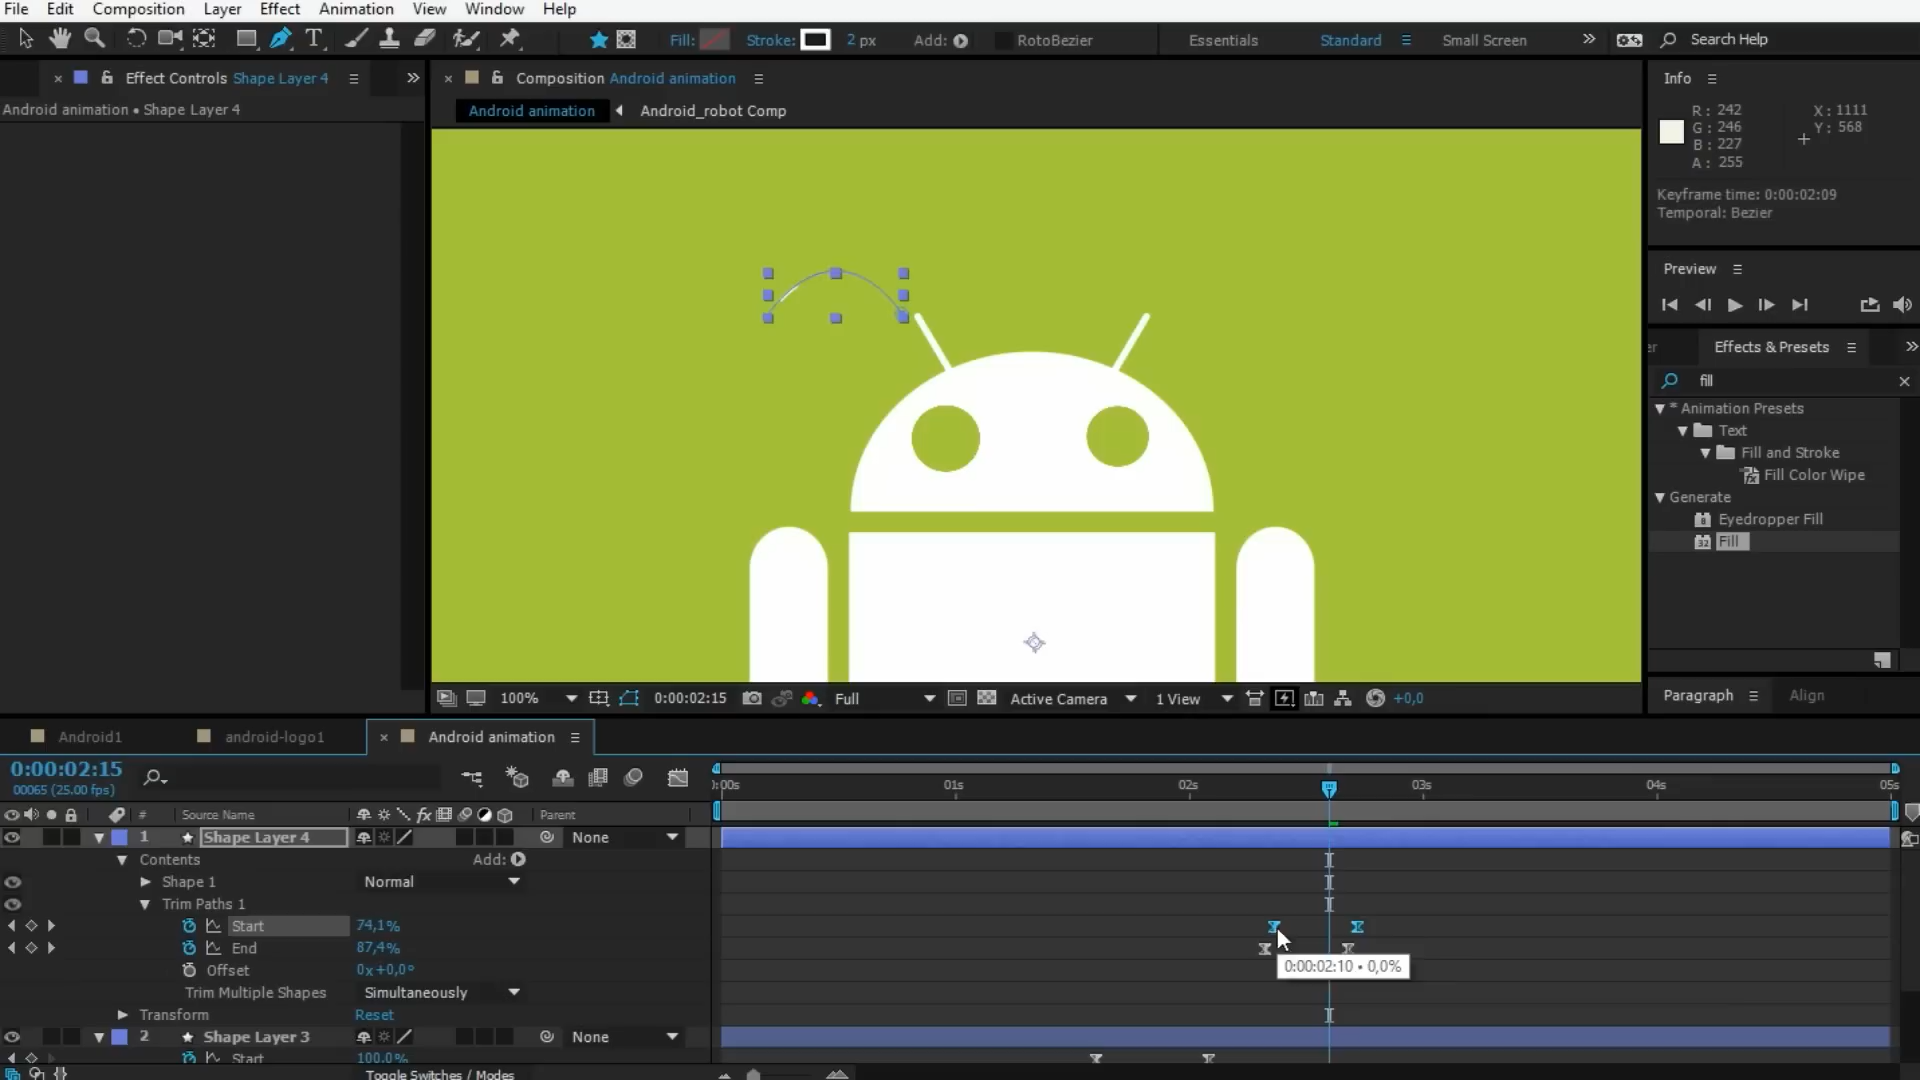 File Edit Composition Layer Effect Animation View Window Help
Fill: Stroke: 2 px Add: RotoBezier Essentials Standard Small Screen Search Help
Effect Controls Shape Layer 4
Composition Android animation
Info
Android animation • Shape Layer 4
Android animation Android_robot Comp
R: 242
G: 246
B: 227
A: 255
X: 1111
Y: 568
Keyframe time: 0:00:02:09
Temporal: Bezier
Preview
Effects & Presets
fill
* Animation Presets
Text
Fill and Stroke
Fill Color Wipe
Generate
Eyedropper Fill
Fill
100% 0:00:02:15 Full Active Camera 1 View +0,0
Paragraph Align
Android1 android-logo1 Android animation
0:00:02:15
00065 (25.00 fps)
0:00s 01s 02s 03s 04s 05s
# Source Name fx Parent
1 Shape Layer 4 None
Contents Add:
Shape 1 Normal
Trim Paths 1
Start 74,1%
End 87,4%
0:00:02:10 • 0,0%
Offset 0x+0,0°
Trim Multiple Shapes Simultaneously
Transform Reset
2 Shape Layer 3 None
Start 100,0%
Toggle Switches / Modes